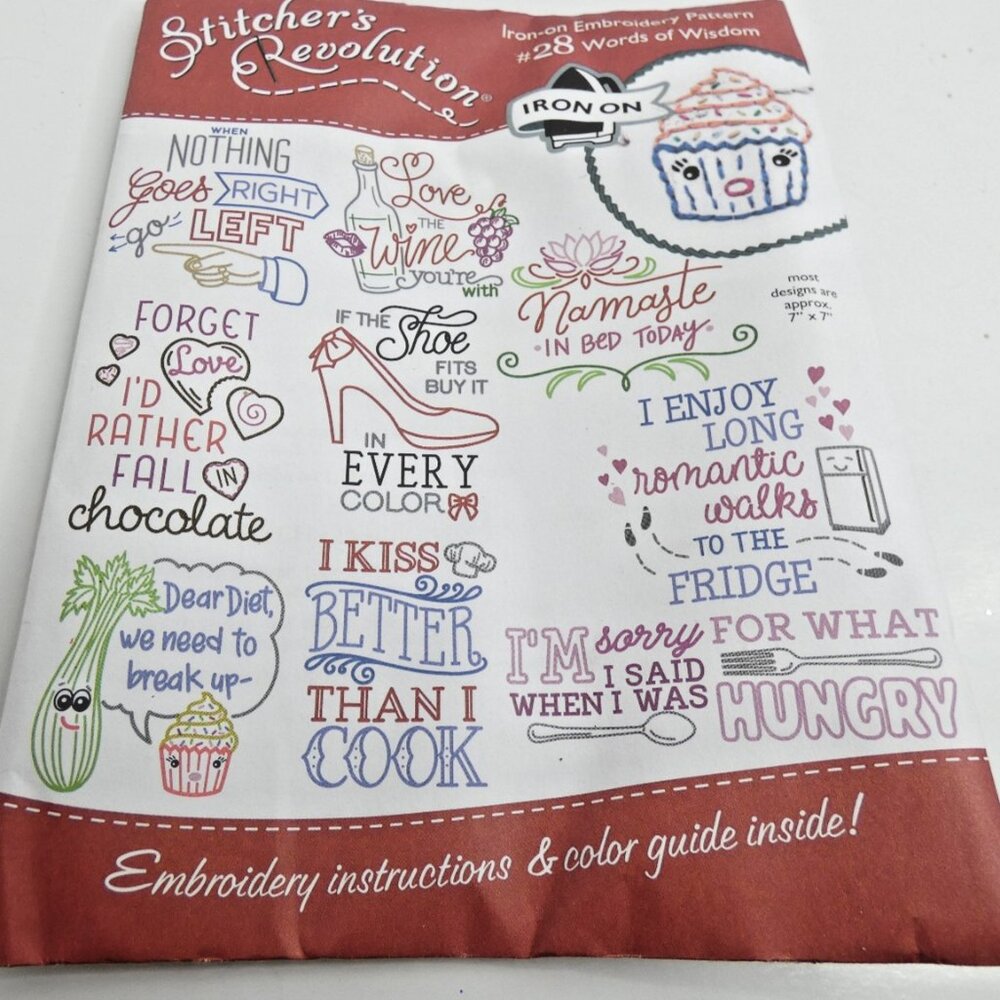 Stitcher's
Revolution®
Iron-on Embroidery Pattern
#28 Words of Wisdom
IRON ON
WHEN
NOTHING
Goes RIGHT
go
LEFT
Love
THE
Wine
you're
with
Namaste
IN BED TODAY
most
designs are
approx.
7" x 7"
FORGET
Love
I'D
RATHER
FALL IN
chocolate
IF THE Shoe
FITS
BUY IT
IN
EVERY
COLOR
I ENJOY
LONG
romantic
walks
TO THE
FRIDGE
Dear Diet,
we need to
break up-
I KISS
BETTER
THAN I
COOK
I'M sorry
I SAID
WHEN I WAS
FOR WHAT
HUNGRY
Embroidery instructions & color guide inside!